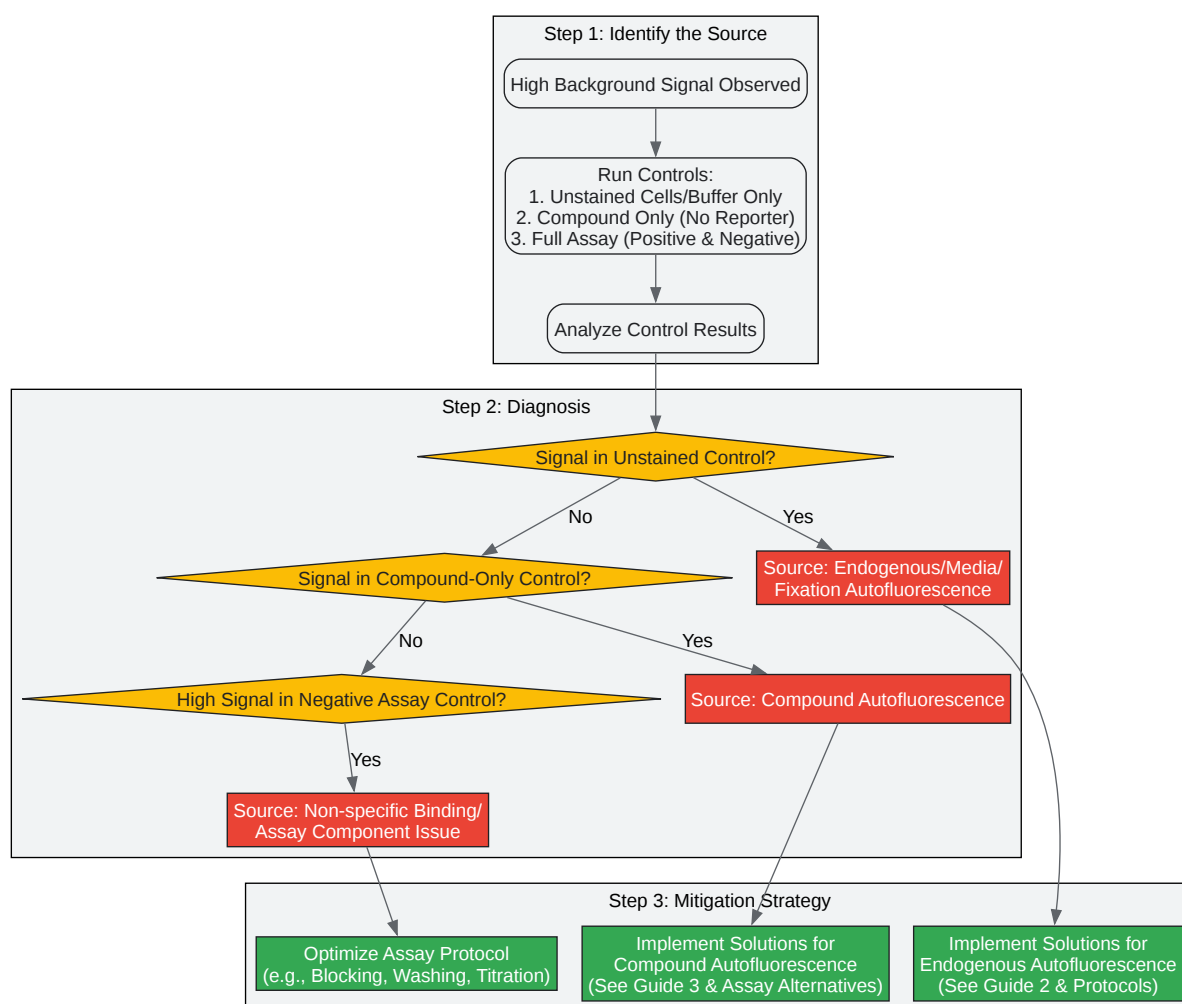 Step 1: Identify the Source
High Background Signal Observed
Run Controls:
1. Unstained Cells/Buffer Only
2. Compound Only (No Reporter)
3. Full Assay (Positive & Negative)
Analyze Control Results
Step 2: Diagnosis
Signal in Unstained Control?
No
Yes
Signal in Compound-Only Control?
Source: Endogenous/Media/
Fixation Autofluorescence
No
Yes
High Signal in Negative Assay Control?
Source: Compound Autofluorescence
Yes
Source: Non-specific Binding/
Assay Component Issue
Step 3: Mitigation Strategy
Optimize Assay Protocol
(e.g., Blocking, Washing, Titration)
Implement Solutions for
Compound Autofluorescence
(See Guide 3 & Assay Alternatives)
Implement Solutions for
Endogenous Autofluorescence
(See Guide 2 & Protocols)